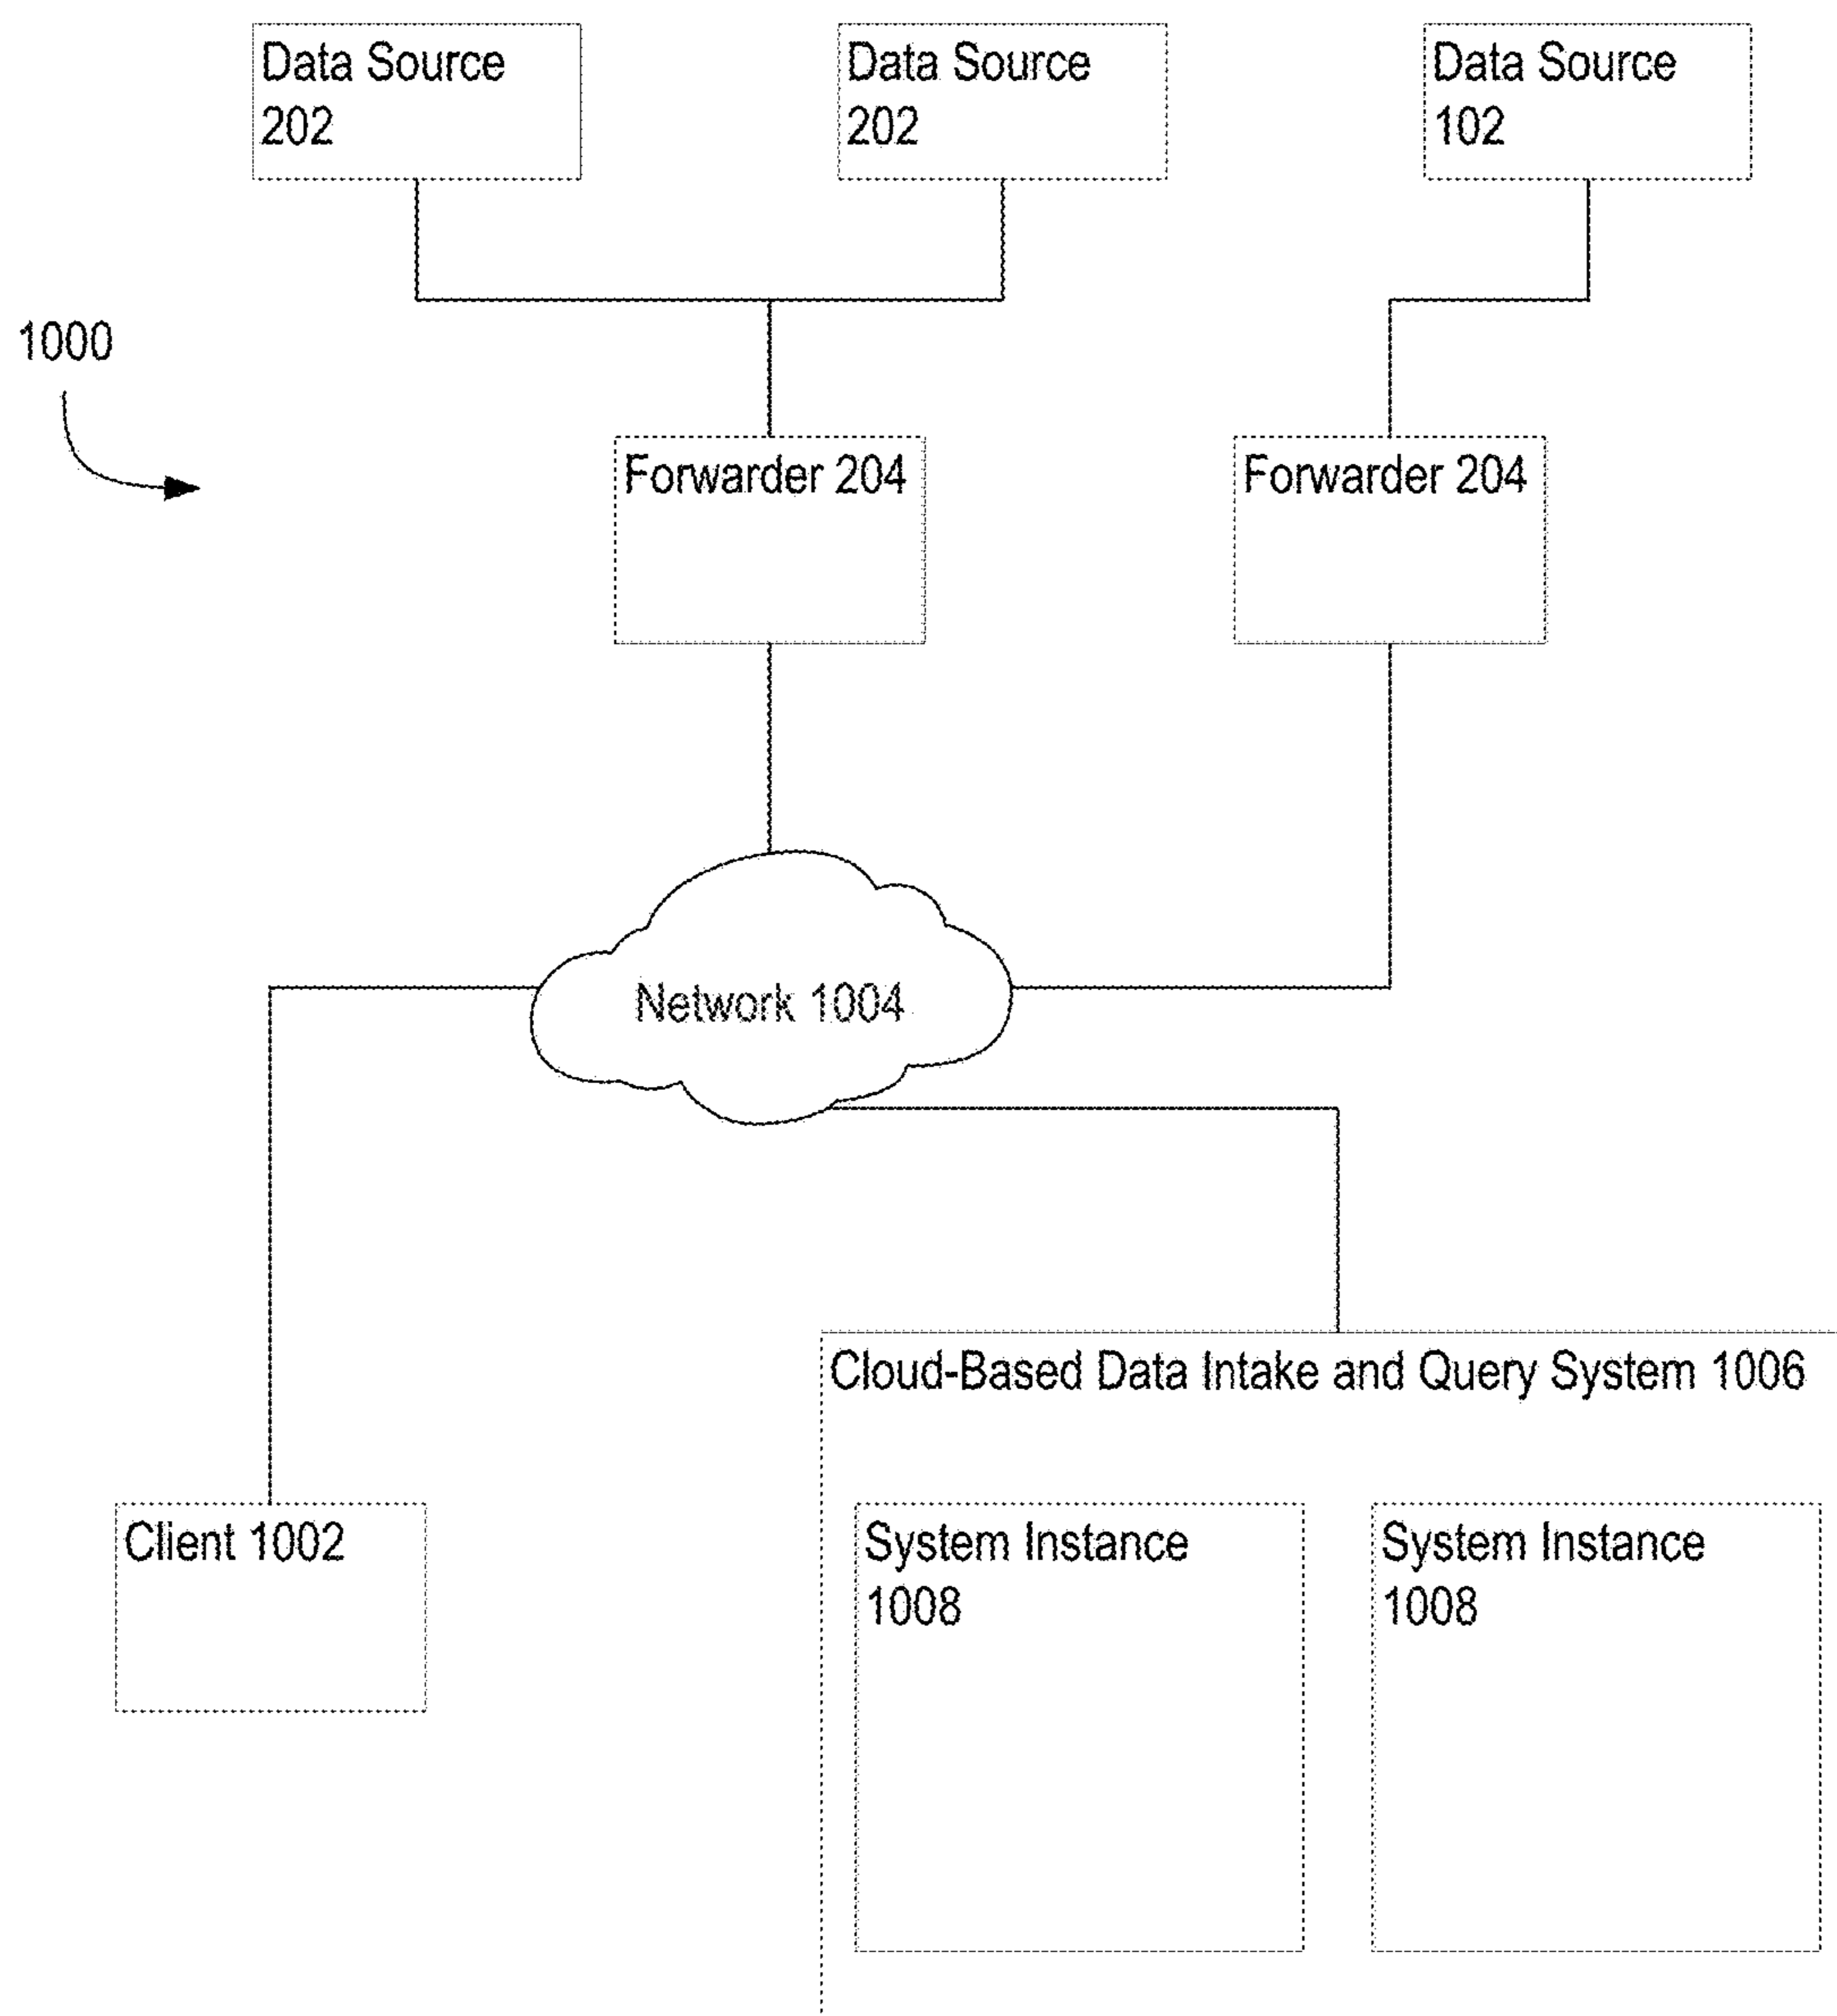 Data Source
202
Data Source
202
Data Source
102
1000
Forwarder 204
Forwarder 204
Network 1004
Cloud-Based Data Intake and Query System 1006
Client 1002
System Instance
1008
System Instance
1008